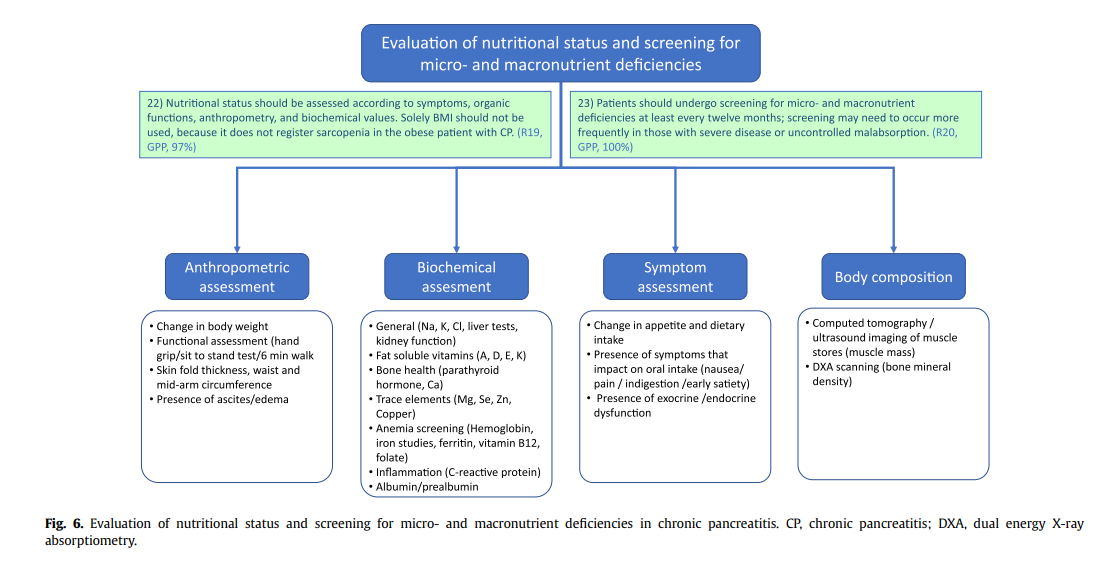 Evaluation of nutritional status and screening for
micro- and macronutrient deficiencies
22) Nutritional status should be assessed according to symptoms, organic
functions, anthropometry, and biochemical values. Solely BMI should not be
used, because it does not register sarcopenia in the obese patient with CP. (R19,
GPP, 97%)
23) Patients should undergo screening for micro- and macronutrient
deficiencies at least every twelve months; screening may need to occur more
frequently in those with severe disease or uncontrolled malabsorption. (R20,
GPP, 100%)
Anthropometric
assessment
• Change in body weight
• Functional assessment (hand
grip/sit to stand test/6 min walk
• Skin fold thickness, waist and
mid-arm circumference
• Presence of ascites/edema
Biochemical
assesment
• General (Na, K, Cl, liver tests,
kidney function)
• Fat soluble vitamins (A, D, E, K)
• Bone health (parathyroid
hormone, Ca)
• Trace elements (Mg, Se, Zn,
Copper)
• Anemia screening (Hemoglobin,
iron studies, ferritin, vitamin B12,
folate)
• Inflammation (C-reactive protein)
• Albumin/prealbumin
Symptom
assessment
• Change in appetite and dietary
intake
• Presence of symptoms that
impact on oral intake (nausea/
pain / indigestion /early satiety)
• Presence of exocrine /endocrine
dysfunction
Body composition
• Computed tomography /
ultrasound imaging of muscle
stores (muscle mass)
• DXA scanning (bone mineral
density)
Fig. 6. Evaluation of nutritional status and screening for micro- and macronutrient deficiencies in chronic pancreatitis. CP, chronic pancreatitis; DXA, dual energy X-ray
absorptiometry.